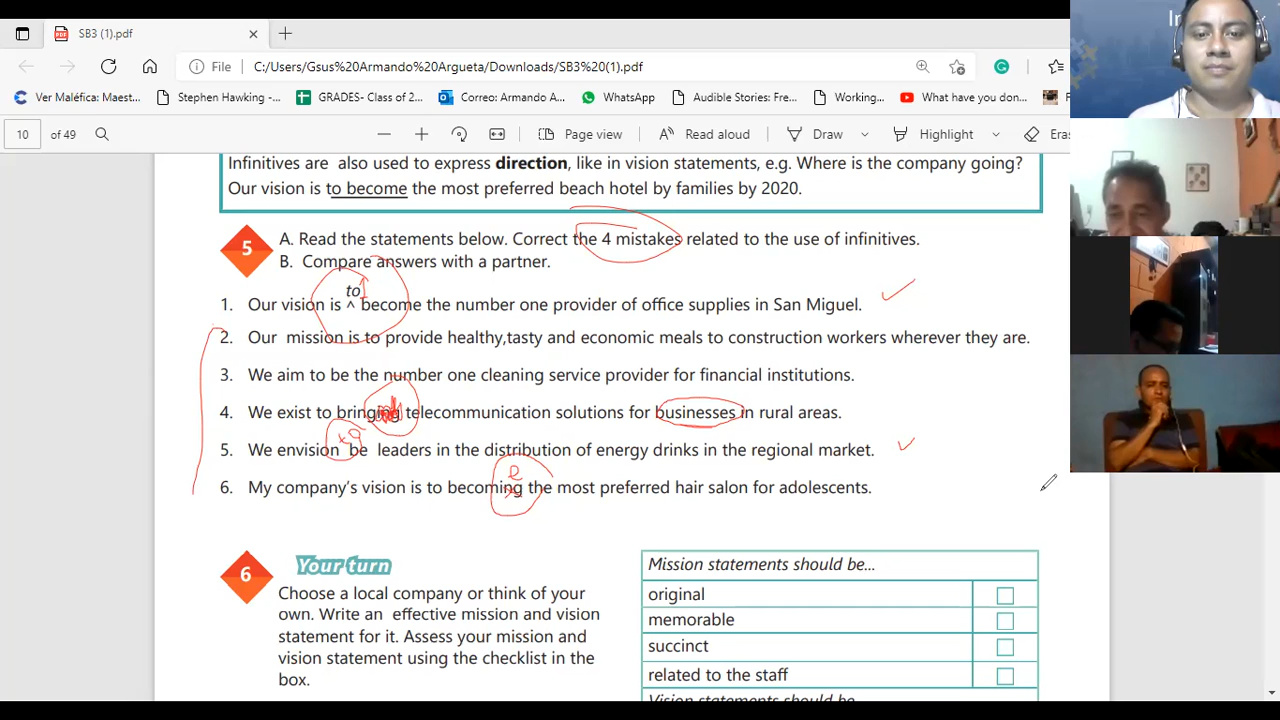 SB3 (1).pdf
In
File
C:/Users/Gsus%20Armando%20Argueta/Downloads/SB3%20(1).pdf
Ver Maléfica: Maest...
Stephen Hawking -...
GRADES- Class of 2...
Correo: Armando A...
WhatsApp
Audible Stories: Fre...
Working...
What have you don...
10 of 49
Page view
Read aloud
Draw
Highlight
Eras
Infinitives are also used to express direction, like in vision statements, e.g. Where is the company going?
Our vision is to become the most preferred beach hotel by families by 2020.
5
A. Read the statements below. Correct the 4 mistakes related to the use of infinitives.
B. Compare answers with a partner.
to
1. Our vision is ^ become the number one provider of office supplies in San Miguel.
2. Our mission is to provide healthy,tasty and economic meals to construction workers wherever they are.
3. We aim to be the number one cleaning service provider for financial institutions.
4. We exist to bringing telecommunication solutions for businesses in rural areas.
to
5. We envision be leaders in the distribution of energy drinks in the regional market.
e
6. My company's vision is to becoming the most preferred hair salon for adolescents.
6
Your turn
Choose a local company or think of your
own. Write an effective mission and vision
statement for it. Assess your mission and
vision statement using the checklist in the
box.
Mission statements should be...
original
memorable
succinct
related to the staff
Vision statements should be